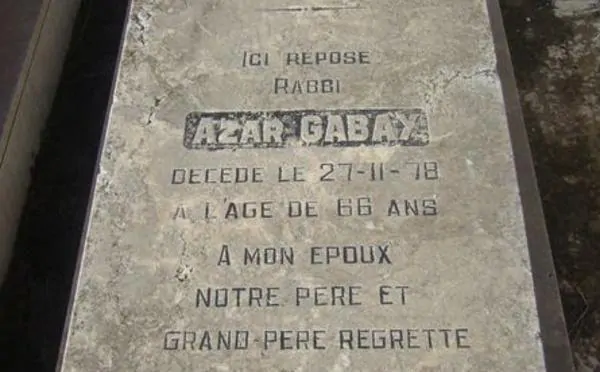 ICI REPOSE
RABBI
AZAR GABAY
DECEDE LE 27-11-78
A L'AGE DE 66 ANS
A MON EPOUX
NOTRE PERE ET
GRAND-PERE REGRETTE